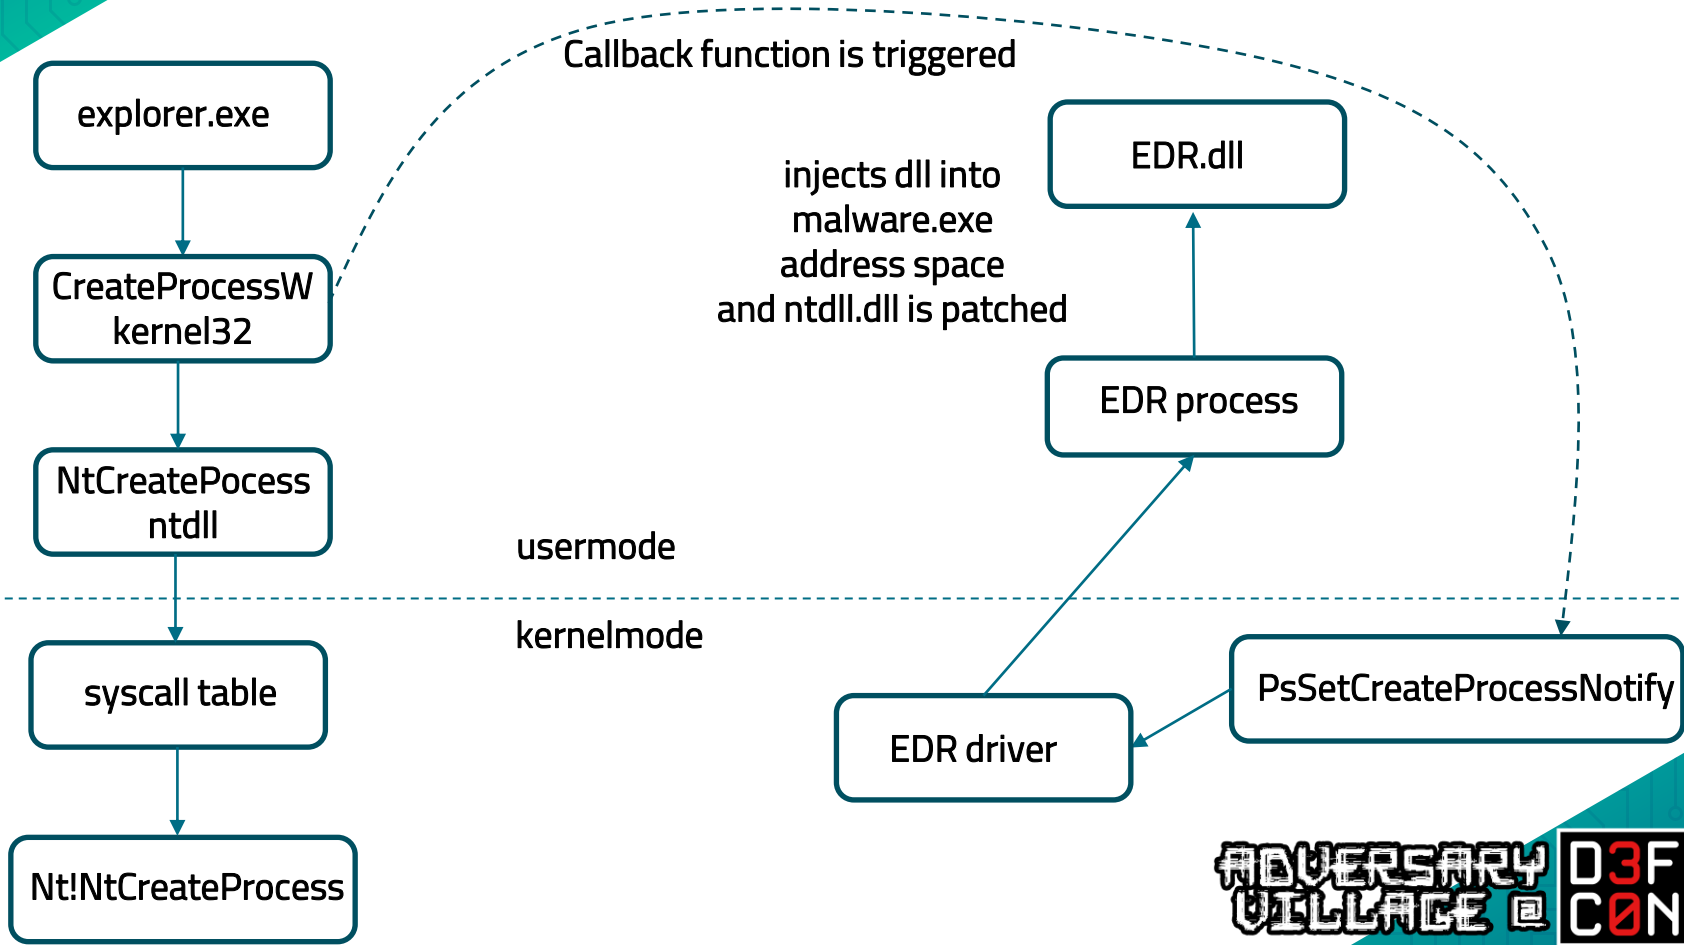 Callback function is triggered
explorer.exe
CreateProcessW
kernel32
NtCreatePocess
ntdll
usermode
kernelmode
syscall table
Nt!NtCreateProcess
injects dll into
malware.exe
address space
and ntdll.dll is patched
EDR.dll
EDR process
EDR driver
PsSetCreateProcessNotify
ADVERSARY
VILLAGE @
D3F
C0N